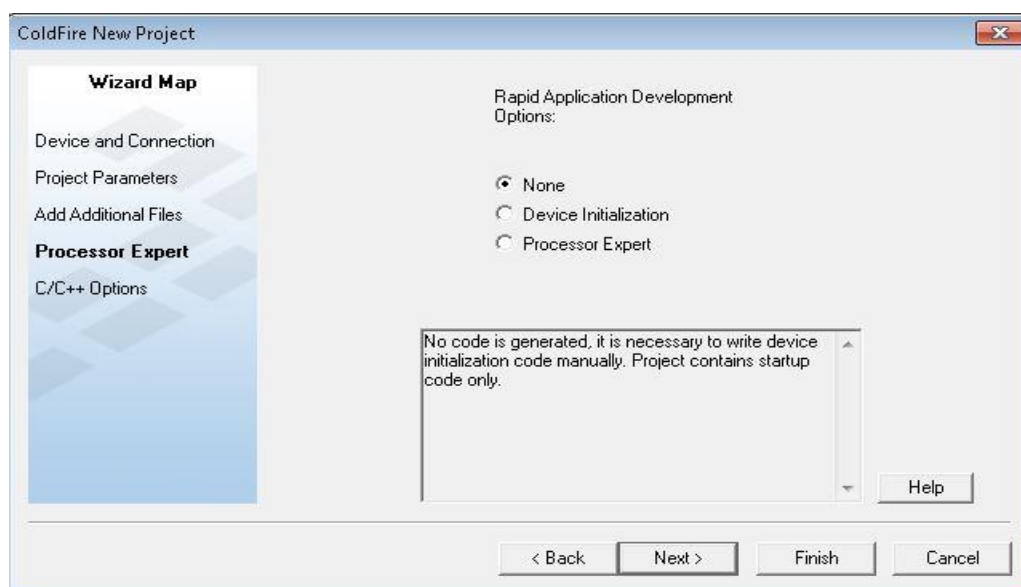 ColdFire New Project
Wizard Map
Device and Connection
Project Parameters
Add Additional Files
Processor Expert
C/C++ Options
Rapid Application Development
Options:
None
Device Initialization
Processor Expert
No code is generated, it is necessary to write device
initialization code manually. Project contains startup
code only.
Help
< Back
Next >
Finish
Cancel